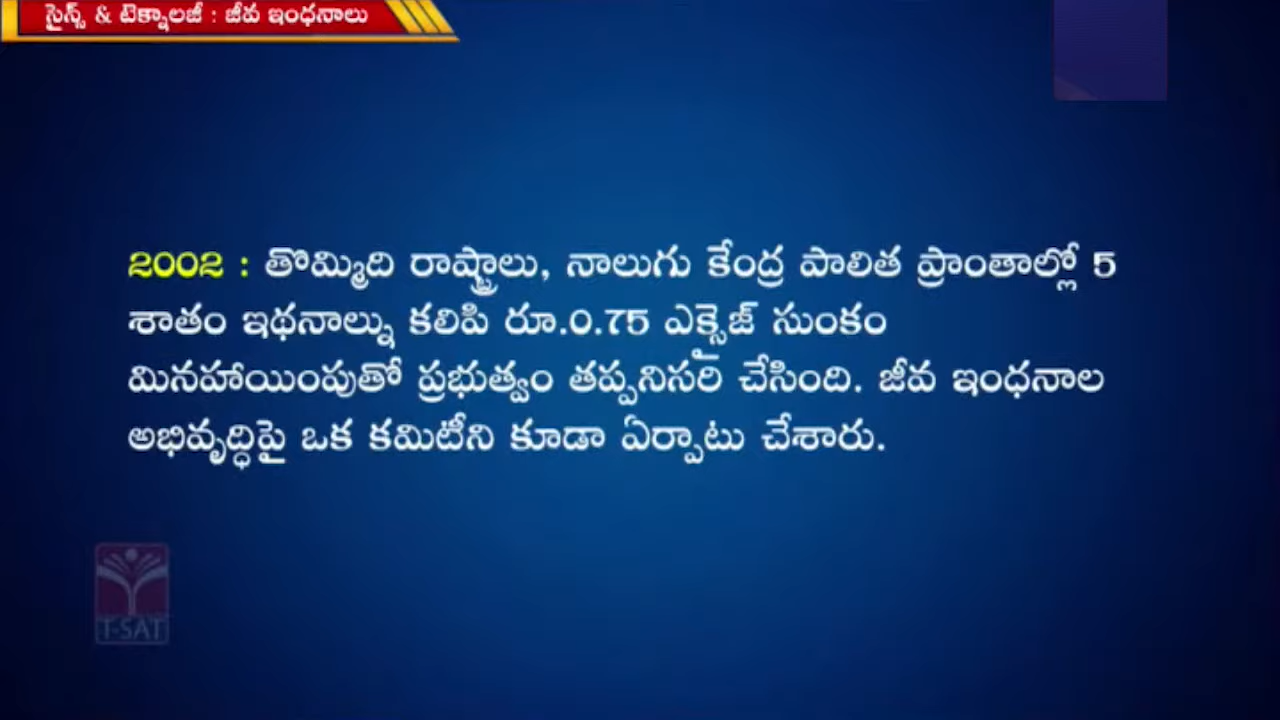 సైన్స్ & టెక్నాలజీ : జీవ ఇంధనాలు
2002 : తొమ్మిది రాష్ట్రాలు, నాలుగు కేంద్ర పాలిత ప్రాంతాల్లో 5
శాతం ఇథనాల్ను కలిపి రూ.0.75 ఎక్సైజ్ సుంకం
మినహాయింపుతో ప్రభుత్వం తప్పనిసరి చేసింది. జీవ ఇంధనాల
అభివృద్ధిపై ఒక కమిటీని కూడా ఏర్పాటు చేశారు.
T-SAT